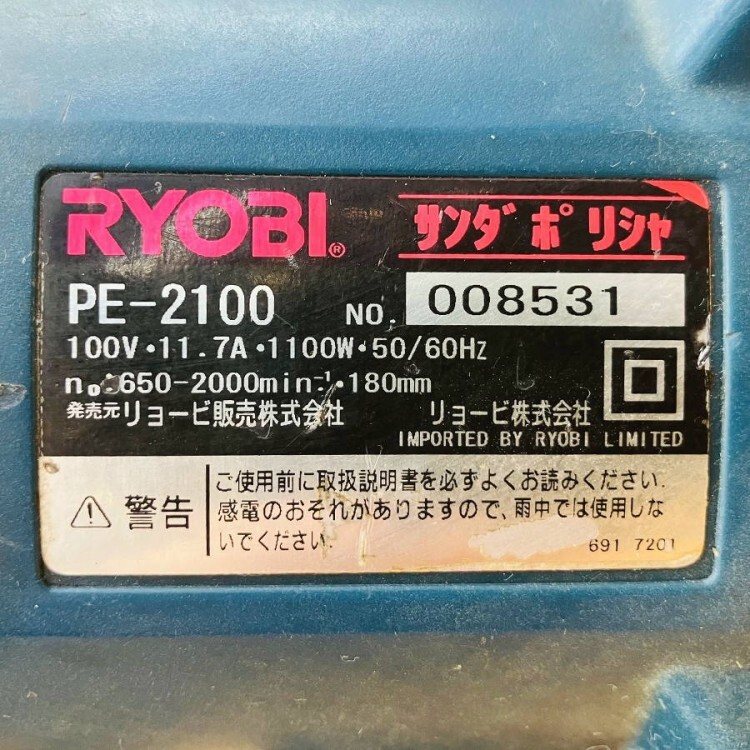 RYOBI® サンダポリシャ
PE-2100 NO. 008531
100V・11.7A・1100W・50/60Hz
n₀:650-2000min⁻¹・180mm
発売元 リョービ販売株式会社 リョービ株式会社
IMPORTED BY RYOBI LIMITED
警告
ご使用前に取扱説明書を必ずよくお読みください.
感電のおそれがありますので、雨中では使用しな
いでください.
691 7201